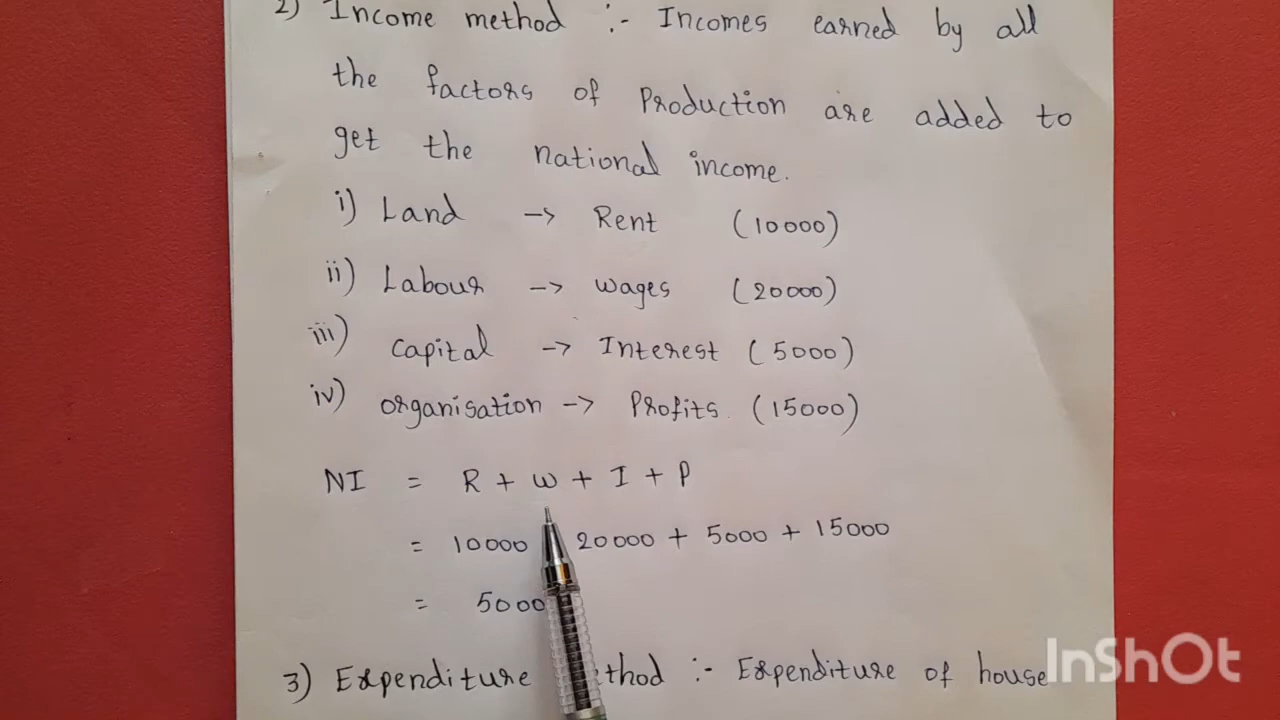 2) Income method :- Incomes earned by all
the factors of Production are added to
get the national income.
i) Land -> Rent (10000)
ii) Labour -> wages (20000)
iii) Capital -> Interest (5000)
iv) Organisation -> Profits. (15000)
NI = R + W + I + P
= 10000 20000 + 5000 + 15000
= 5000
3) Expenditure thod :- Expenditure of house
InShOt